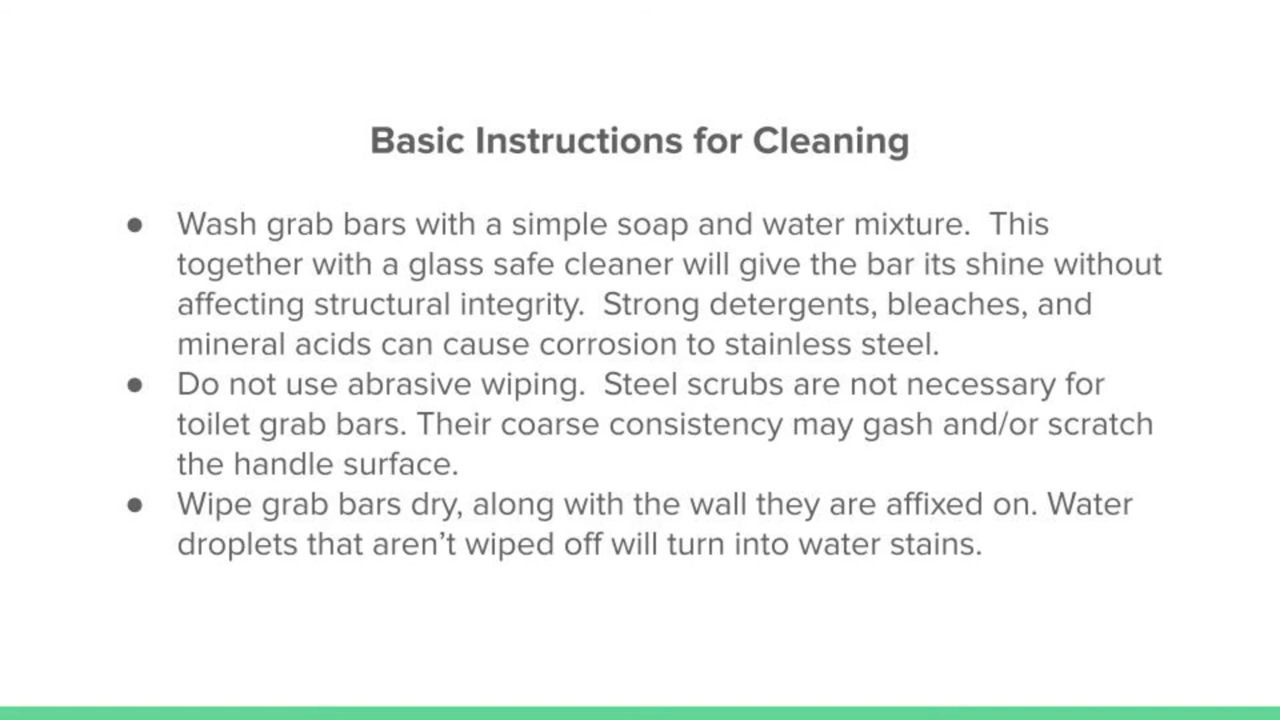 Basic Instructions for Cleaning
● Wash grab bars with a simple soap and water mixture.  This
together with a glass safe cleaner will give the bar its shine without
affecting structural integrity.  Strong detergents, bleaches, and
mineral acids can cause corrosion to stainless steel.
● Do not use abrasive wiping.  Steel scrubs are not necessary for
toilet grab bars. Their coarse consistency may gash and/or scratch
the handle surface.
● Wipe grab bars dry, along with the wall they are affixed on. Water
droplets that aren’t wiped off will turn into water stains.